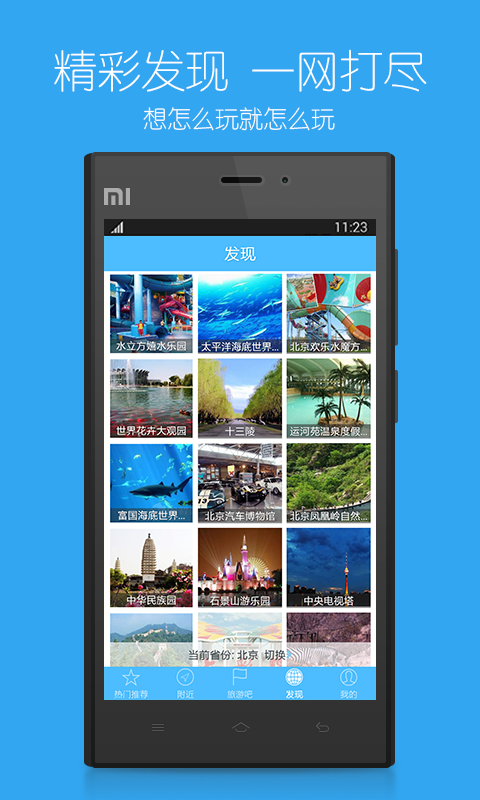 精彩发现 一网打尽
想怎么玩就怎么玩
MI
11:23
发现
水立方嬉水乐园
太平洋海底世界...
北京欢乐水魔方...
世界花卉大观园
十三陵
运河苑温泉度假...
富国海底世界...
北京汽车博物馆
北京凤凰岭自然...
中华民族园
石景山游乐园
中央电视塔
当前省份: 北京 切换
热门推荐
附近
旅游吧
发现
我的